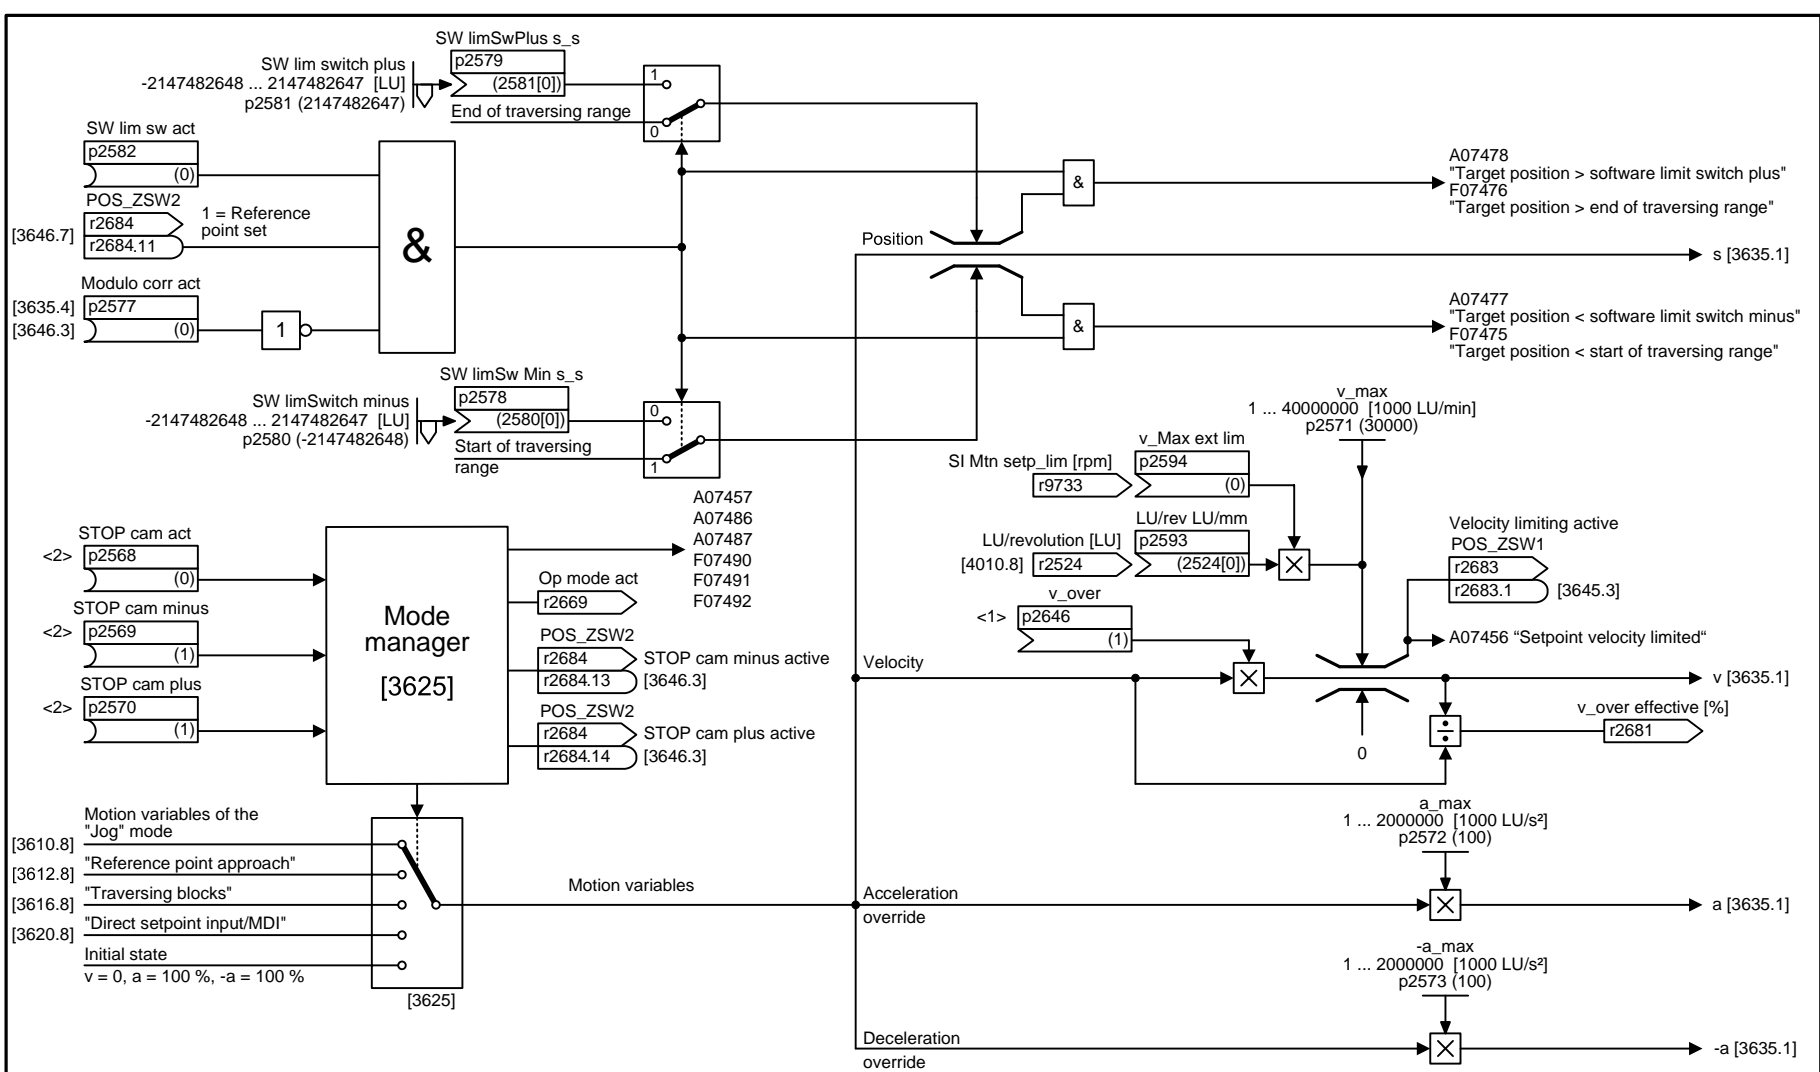 SW limSwPlus s_s
SW lim switch plus
-2147482648 ... 2147482647 [LU]
p2581 (2147482647)
p2579
(2581[0])
1
End of traversing range
0
SW lim sw act
p2582
(0)
POS_ZSW2
[3646.7]
r2684
r2684.11
1 = Reference
point set
Modulo corr act
[3635.4]
[3646.3]
p2577
(0)
1
&
SW limSw Min s_s
SW limSwitch minus
-2147482648 ... 2147482647 [LU]
p2580 (-2147482648)
p2578
(2580[0])
0
Start of traversing
range
1
&
A07478
"Target position > software limit switch plus"
F07476
"Target position > end of traversing range"
Position
s [3635.1]
&
A07477
"Target position < software limit switch minus"
F07475
"Target position < start of traversing range"
v_max
1 ... 40000000 [1000 LU/min]
p2571 (30000)
v_Max ext lim
SI Mtn setp_lim [rpm]
r9733
p2594
(0)
LU/rev LU/mm
LU/revolution [LU]
[4010.8]
r2524
p2593
(2524[0])
v_over
<1>
p2646
(1)
Velocity limiting active
POS_ZSW1
r2683
r2683.1
[3645.3]
A07456 “Setpoint velocity limited“
Velocity
v [3635.1]
0
v_over effective [%]
r2681
STOP cam act
<2>
p2568
(0)
STOP cam minus
<2>
p2569
(1)
STOP cam plus
<2>
p2570
(1)
Mode
manager
[3625]
A07457
A07486
A07487
F07490
F07491
F07492
Op mode act
r2669
POS_ZSW2
r2684
r2684.13
STOP cam minus active
[3646.3]
POS_ZSW2
r2684
r2684.14
STOP cam plus active
[3646.3]
Motion variables of the
"Jog" mode
[3610.8]
"Reference point approach"
[3612.8]
"Traversing blocks"
[3616.8]
"Direct setpoint input/MDI"
[3620.8]
Initial state
v = 0, a = 100 %, -a = 100 %
[3625]
Motion variables
a_max
1 ... 2000000 [1000 LU/s²]
p2572 (100)
Acceleration
override
a [3635.1]
-a_max
1 ... 2000000 [1000 LU/s²]
p2573 (100)
Deceleration
override
-a [3635.1]